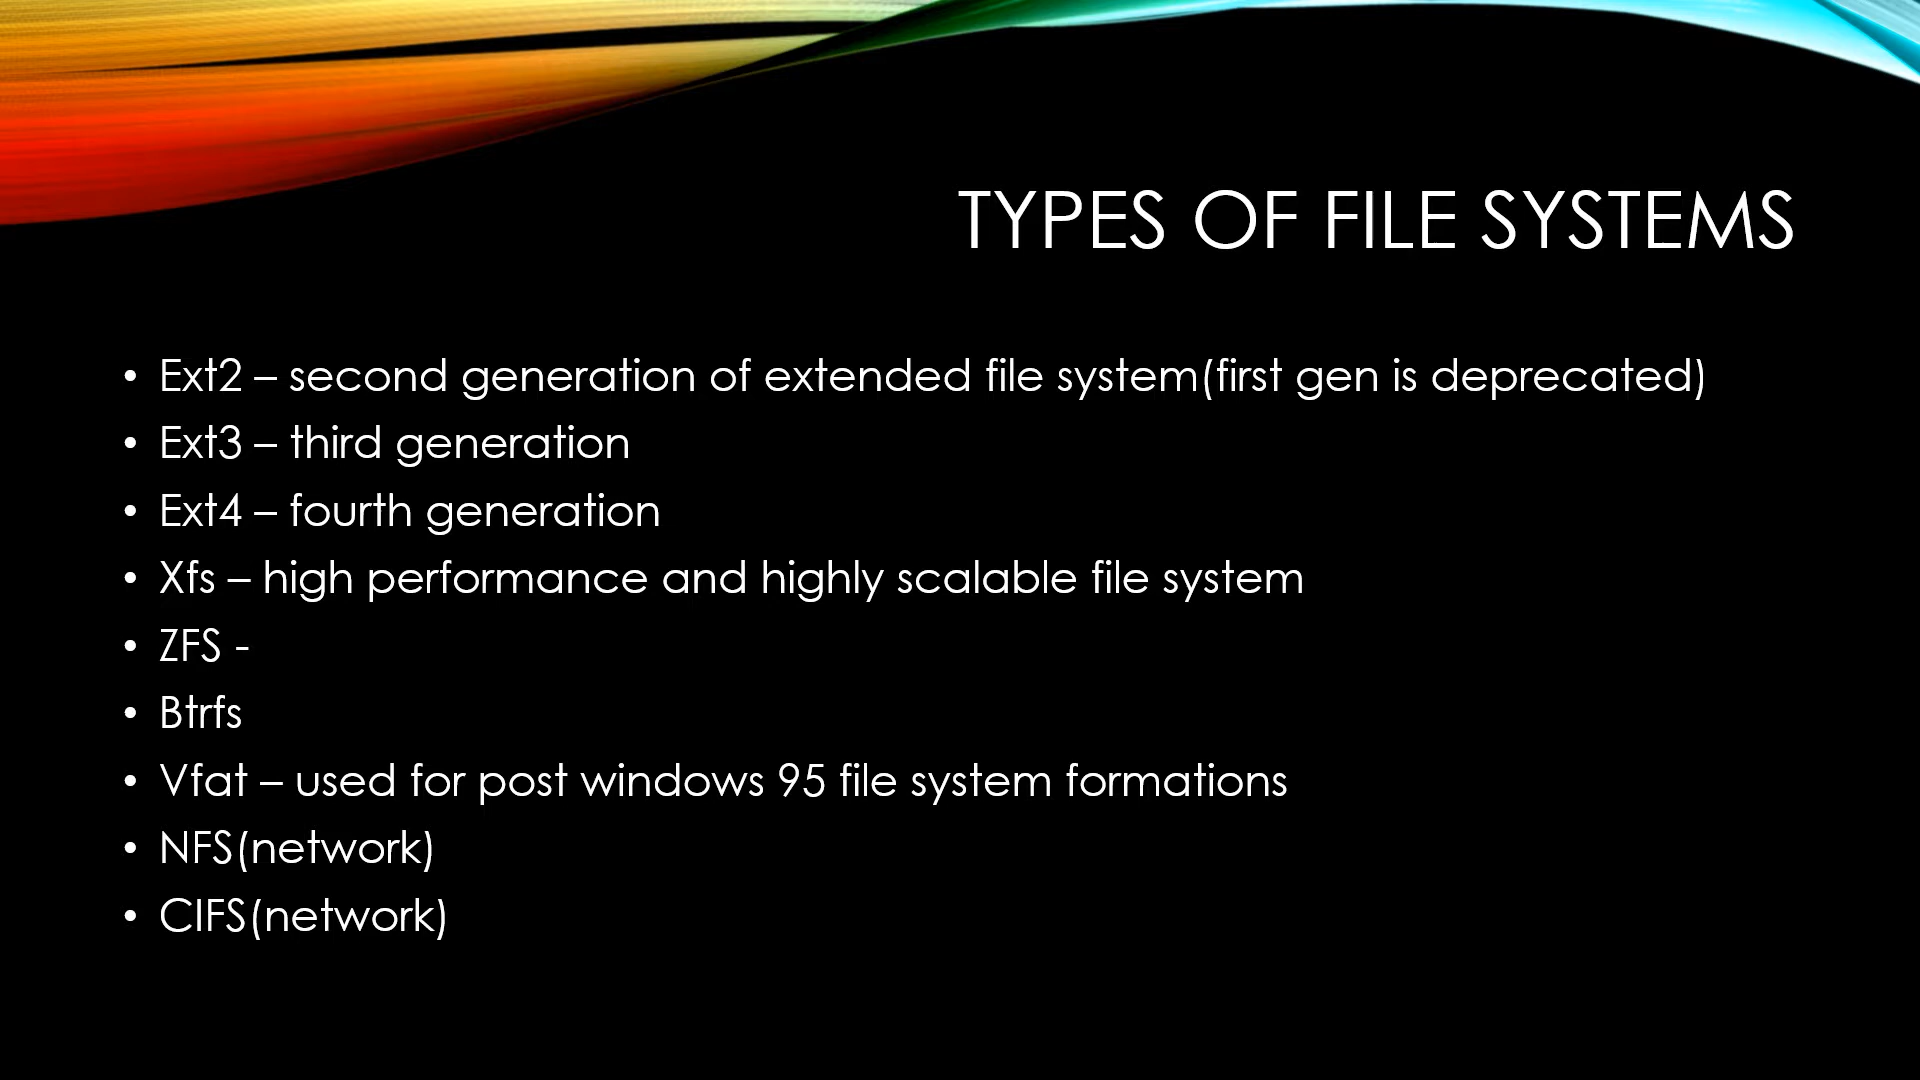 TYPES OF FILE SYSTEMS
• Ext2 – second generation of extended file system(first gen is deprecated)
• Ext3 – third generation
• Ext4 – fourth generation
• Xfs – high performance and highly scalable file system
• ZFS -
• Btrfs
• Vfat – used for post windows 95 file system formations
• NFS(network)
• CIFS(network)